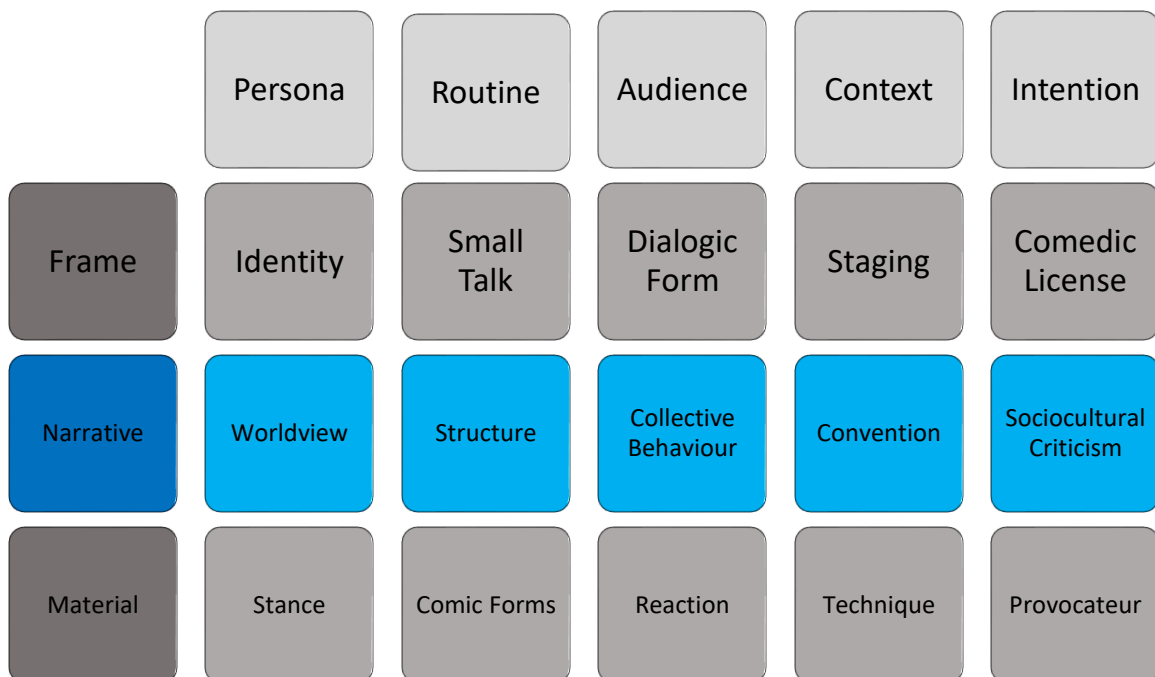 Persona
Routine
Audience
Context
Intention
Frame
Identity
Small
Talk
Dialogic
Form
Staging
Comedic
License
Narrative
Worldview
Structure
Collective
Behaviour
Convention
Sociocultural
Criticism
Material
Stance
Comic Forms
Reaction
Technique
Provocateur